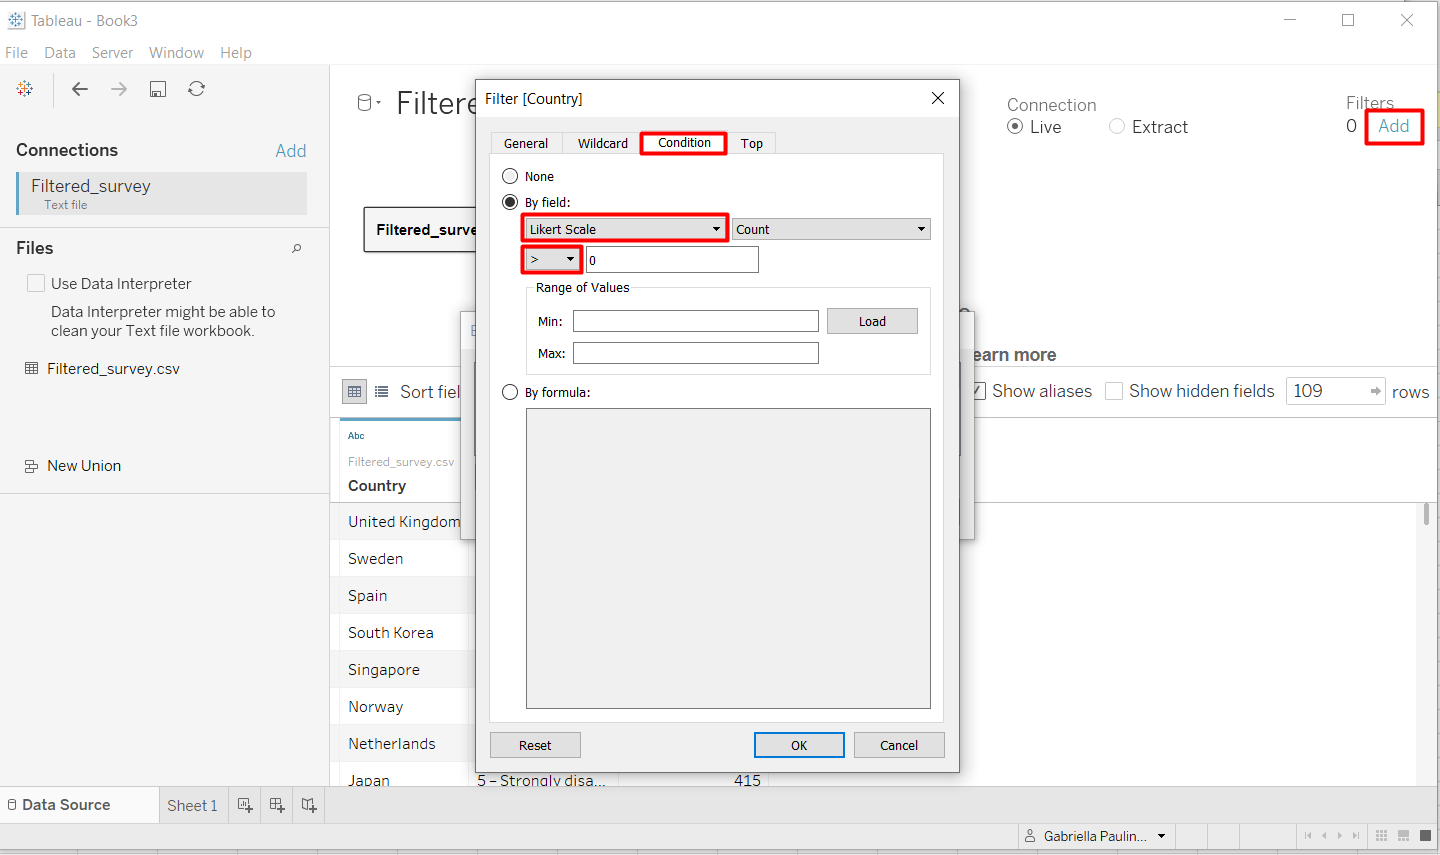 Tableau - Book3
File Data Server Window Help
Connections Add
Filtered_survey
Text file
Files
Use Data Interpreter
Data Interpreter might be able to
clean your Text file workbook.
Filtered_survey.csv
New Union
Filtere
Connection
Live Extract
Filters
0 Add
Filtered_surve
earn more
Sort fiel
Show aliases Show hidden fields 109 rows
Abc
Filtered_survey.csv
Country
United Kingdom
Sweden
Spain
South Korea
Singapore
Norway
Netherlands
Japan 5 – Strongly disa... 415
Filter [Country]
General Wildcard Condition Top
None
By field:
Likert Scale Count
> 0
Range of Values
Min: Load
Max:
By formula:
Reset OK Cancel
Data Source Sheet 1
Gabriella Paulin...